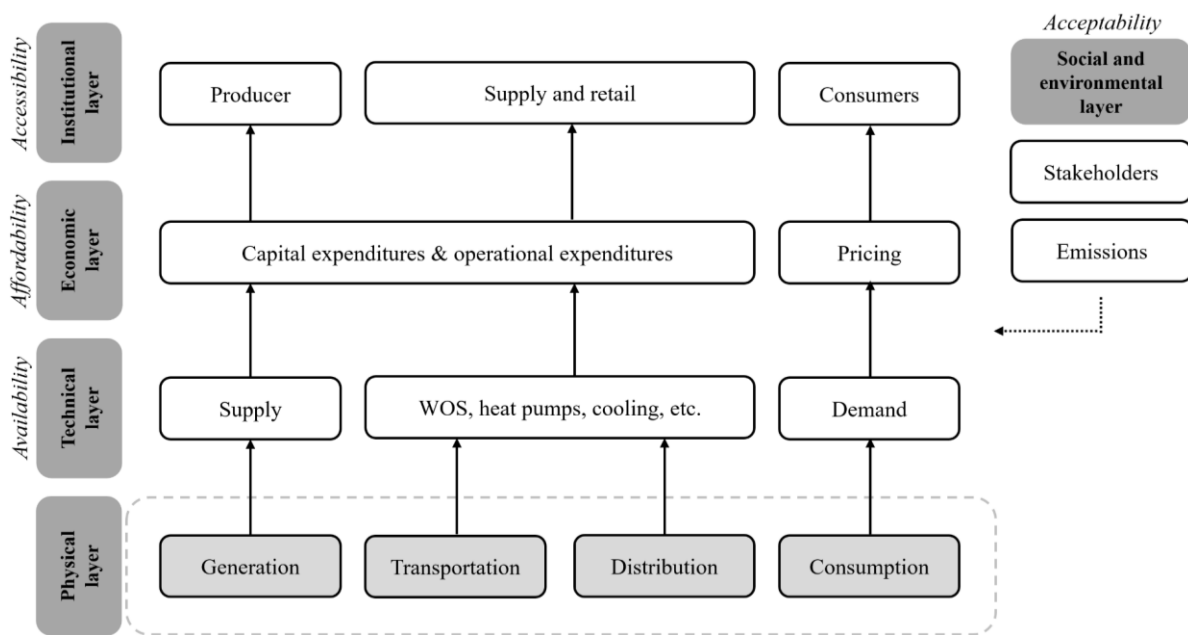 Acceptability
Social and
environmental
layer
Stakeholders
Emissions
Accessibility
Institutional
layer
Producer
Supply and retail
Consumers
Affordability
Economic
layer
Capital expenditures & operational expenditures
Pricing
Availability
Technical
layer
Supply
WOS, heat pumps, cooling, etc.
Demand
Physical
layer
Generation
Transportation
Distribution
Consumption